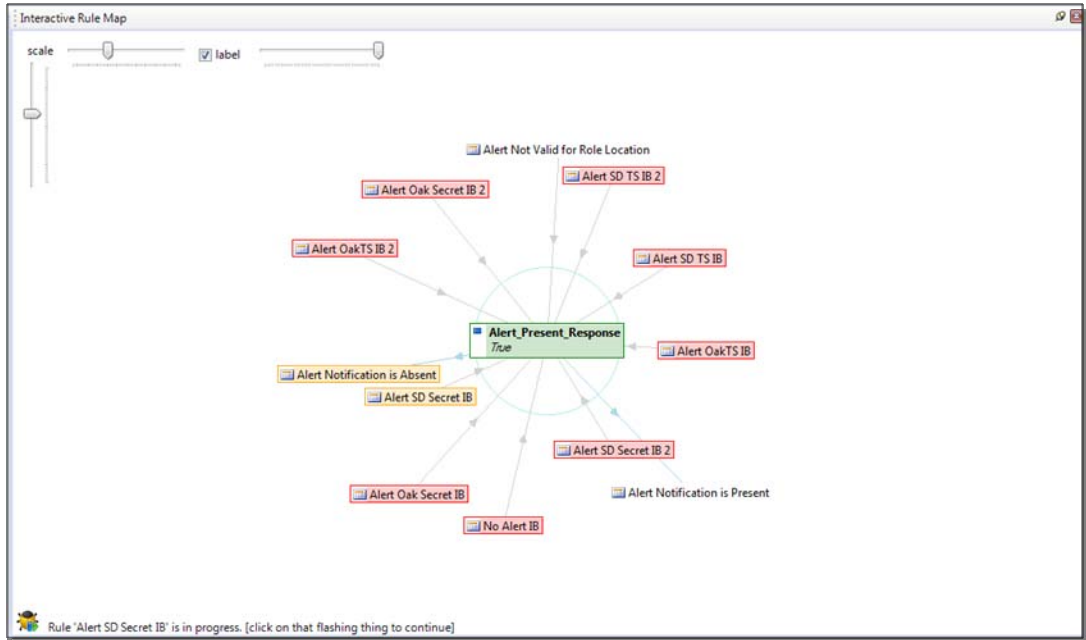 Interactive Rule Map
scale
label
Alert Not Valid for Role Location
Alert SD TS IB 2
Alert Oak Secret IB 2
Alert OakTS IB 2
Alert SD TS IB
Alert_Present_Response
True
Alert OakTS IB
Alert Notification is Absent
Alert SD Secret IB
Alert SD Secret IB 2
Alert Oak Secret IB
Alert Notification is Present
No Alert IB
Rule 'Alert SD Secret IB' is in progress. [click on that flashing thing to continue]